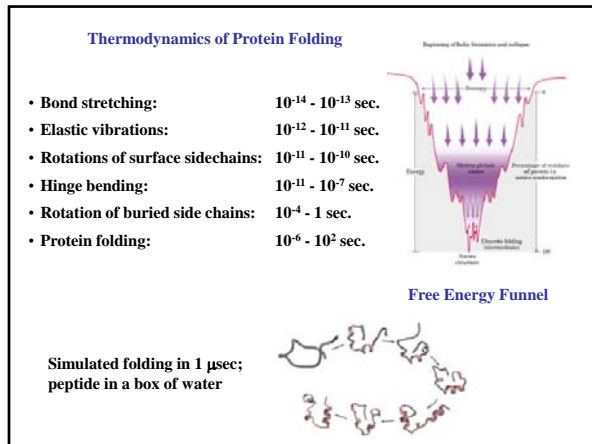 Thermodynamics of Protein Folding
• Bond stretching: 10⁻¹⁴ - 10⁻¹³ sec.
• Elastic vibrations: 10⁻¹² - 10⁻¹¹ sec.
• Rotations of surface sidechains: 10⁻¹¹ - 10⁻¹⁰ sec.
• Hinge bending: 10⁻¹¹ - 10⁻⁷ sec.
• Rotation of buried side chains: 10⁻⁴ - 1 sec.
• Protein folding: 10⁻⁶ - 10² sec.
Beginning of helix formation and collapse
Entropy
0
Energy
Molten globule
states
Percentage of residues
of protein in
native conformation
Discrete folding
intermediates
100
Native
structure
Free Energy Funnel
Simulated folding in 1 μsec;
peptide in a box of water